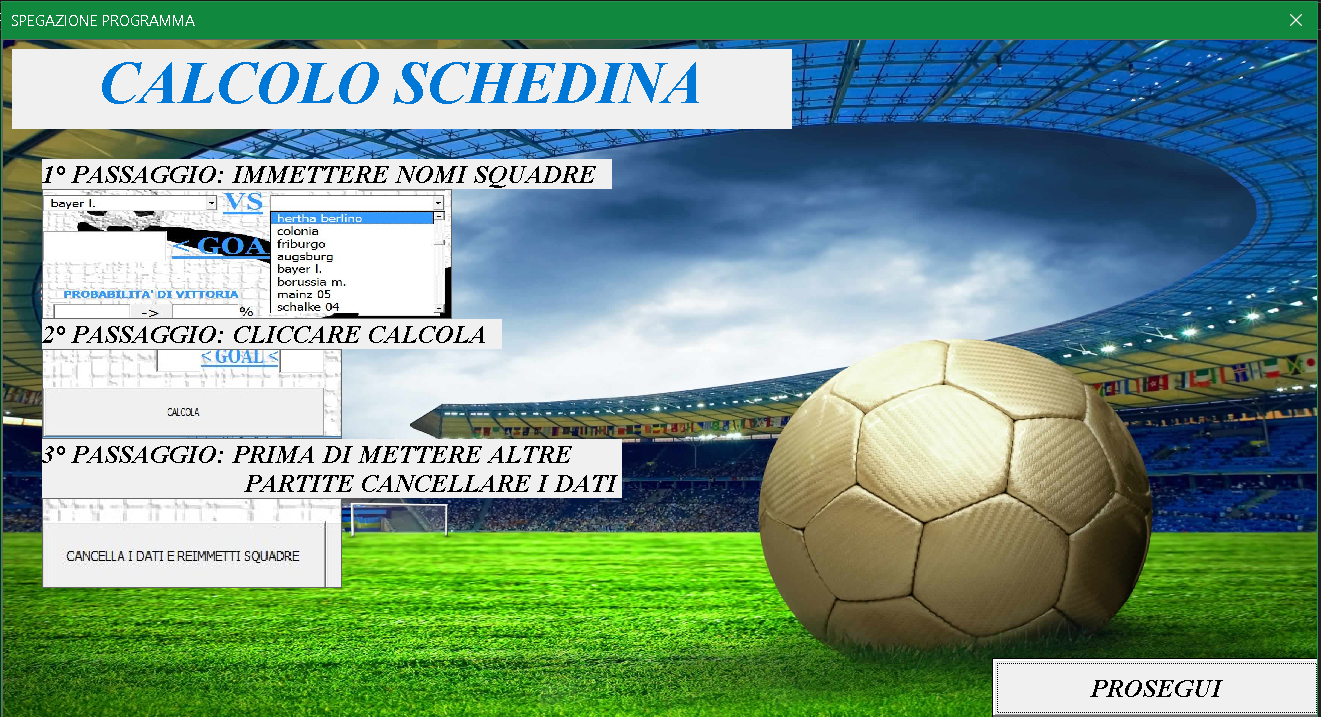 SPEGAZIONE PROGRAMMA
CALCOLO SCHEDINA
1° PASSAGGIO: IMMETTERE NOMI SQUADRE
bayer l.
VS
hertha berlino
colonia
friburgo
augsburg
bayer l.
borussia m.
mainz 05
schalke 04
< GOA
PROBABILITA' DI VITTORIA
-> %
2° PASSAGGIO: CLICCARE CALCOLA
< GOAL <
CALCOLA
3° PASSAGGIO: PRIMA DI METTERE ALTRE
PARTITE CANCELLARE I DATI
CANCELLA I DATI E REIMMETTI SQUADRE
PROSEGUI